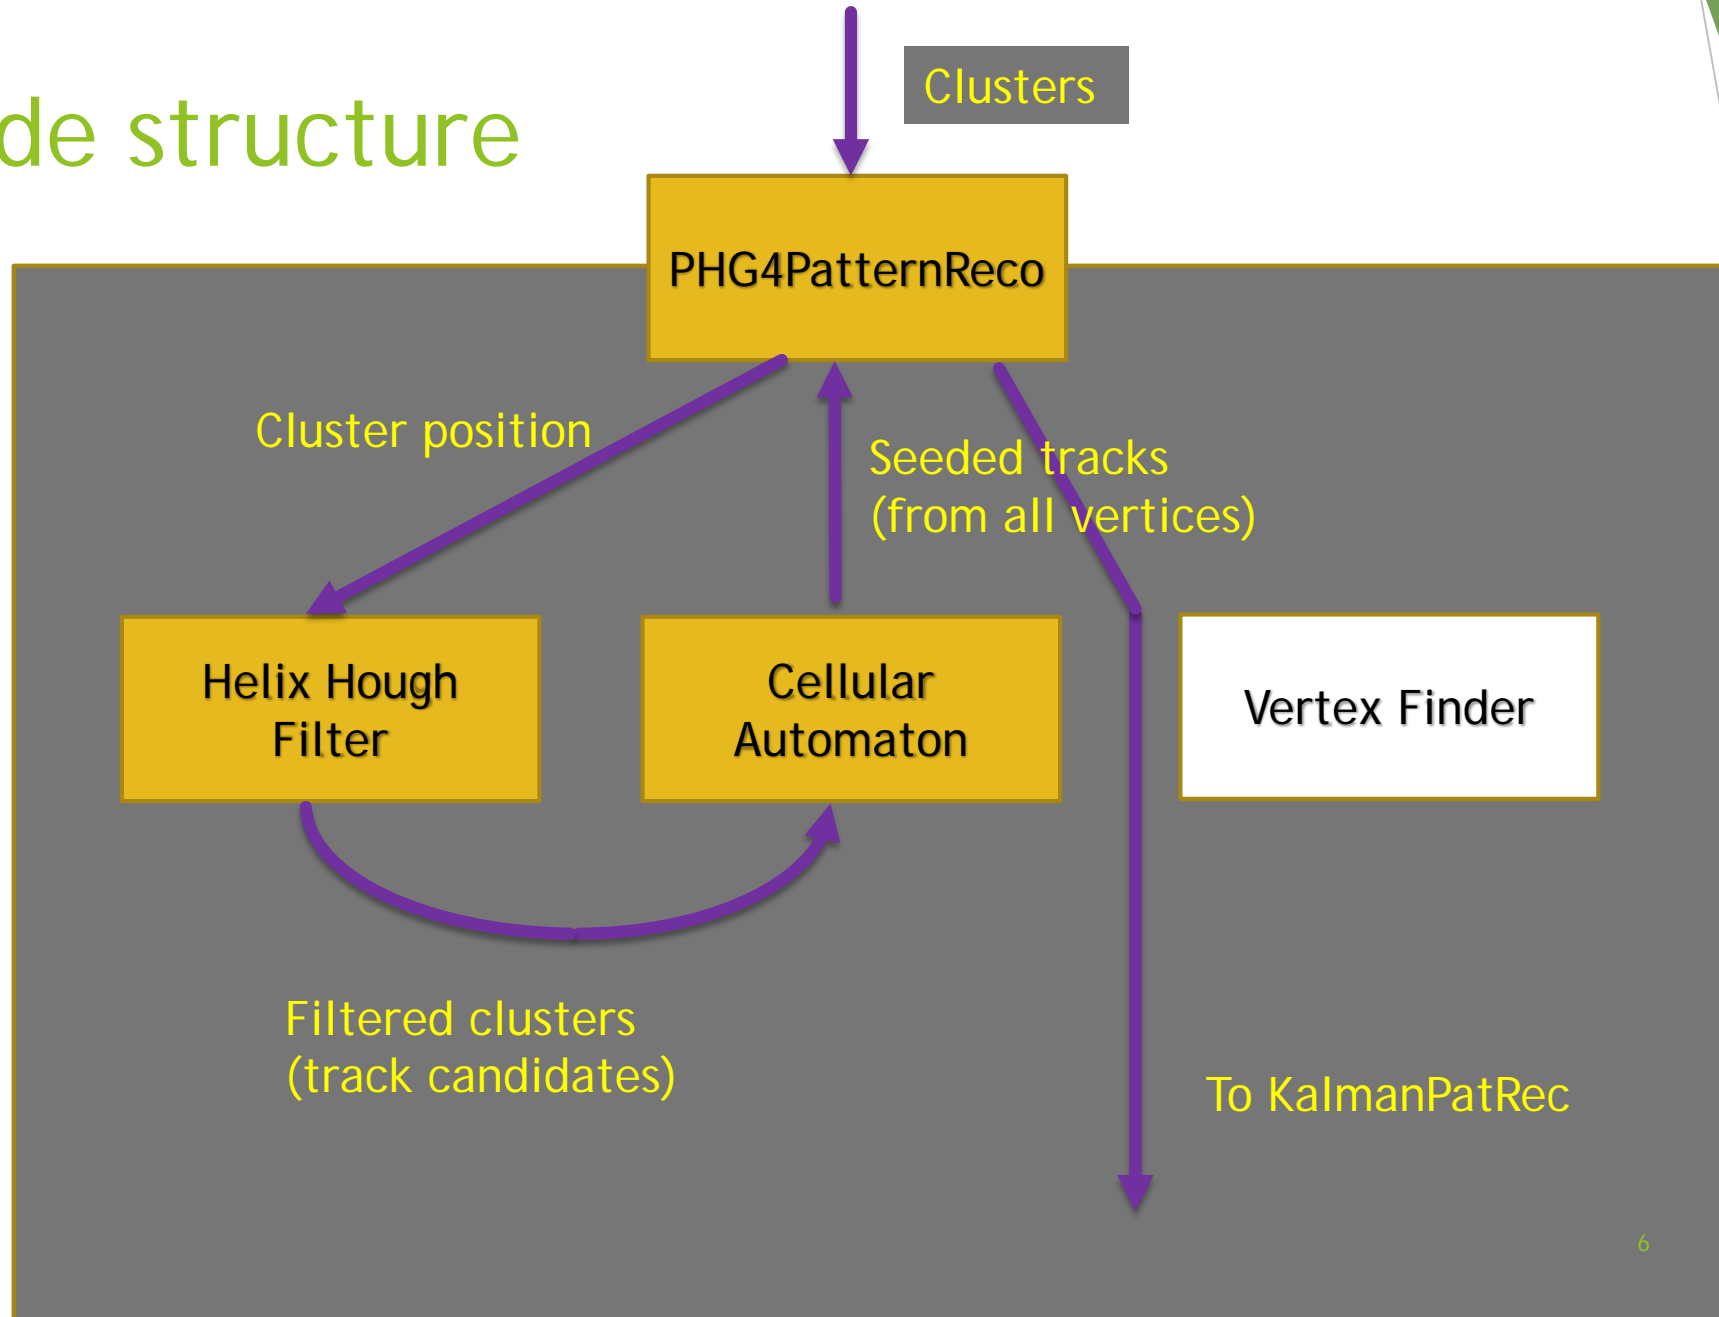 de structure
Clusters
PHG4PatternReco
Cluster position
Seeded tracks
(from all vertices)
Helix Hough
Filter
Cellular
Automaton
Vertex Finder
Filtered clusters
(track candidates)
To KalmanPatRec
6